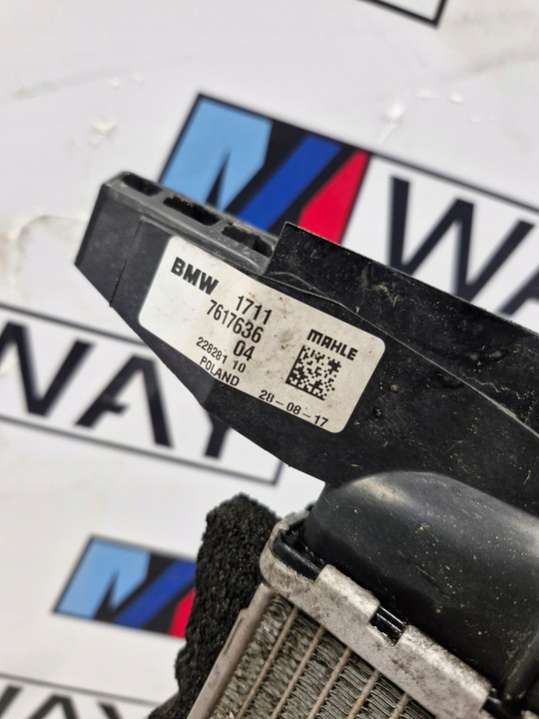 M WAY
BMW 1711
7617636
04
228281 10
POLAND
MAHLE
28-08-17
WAY